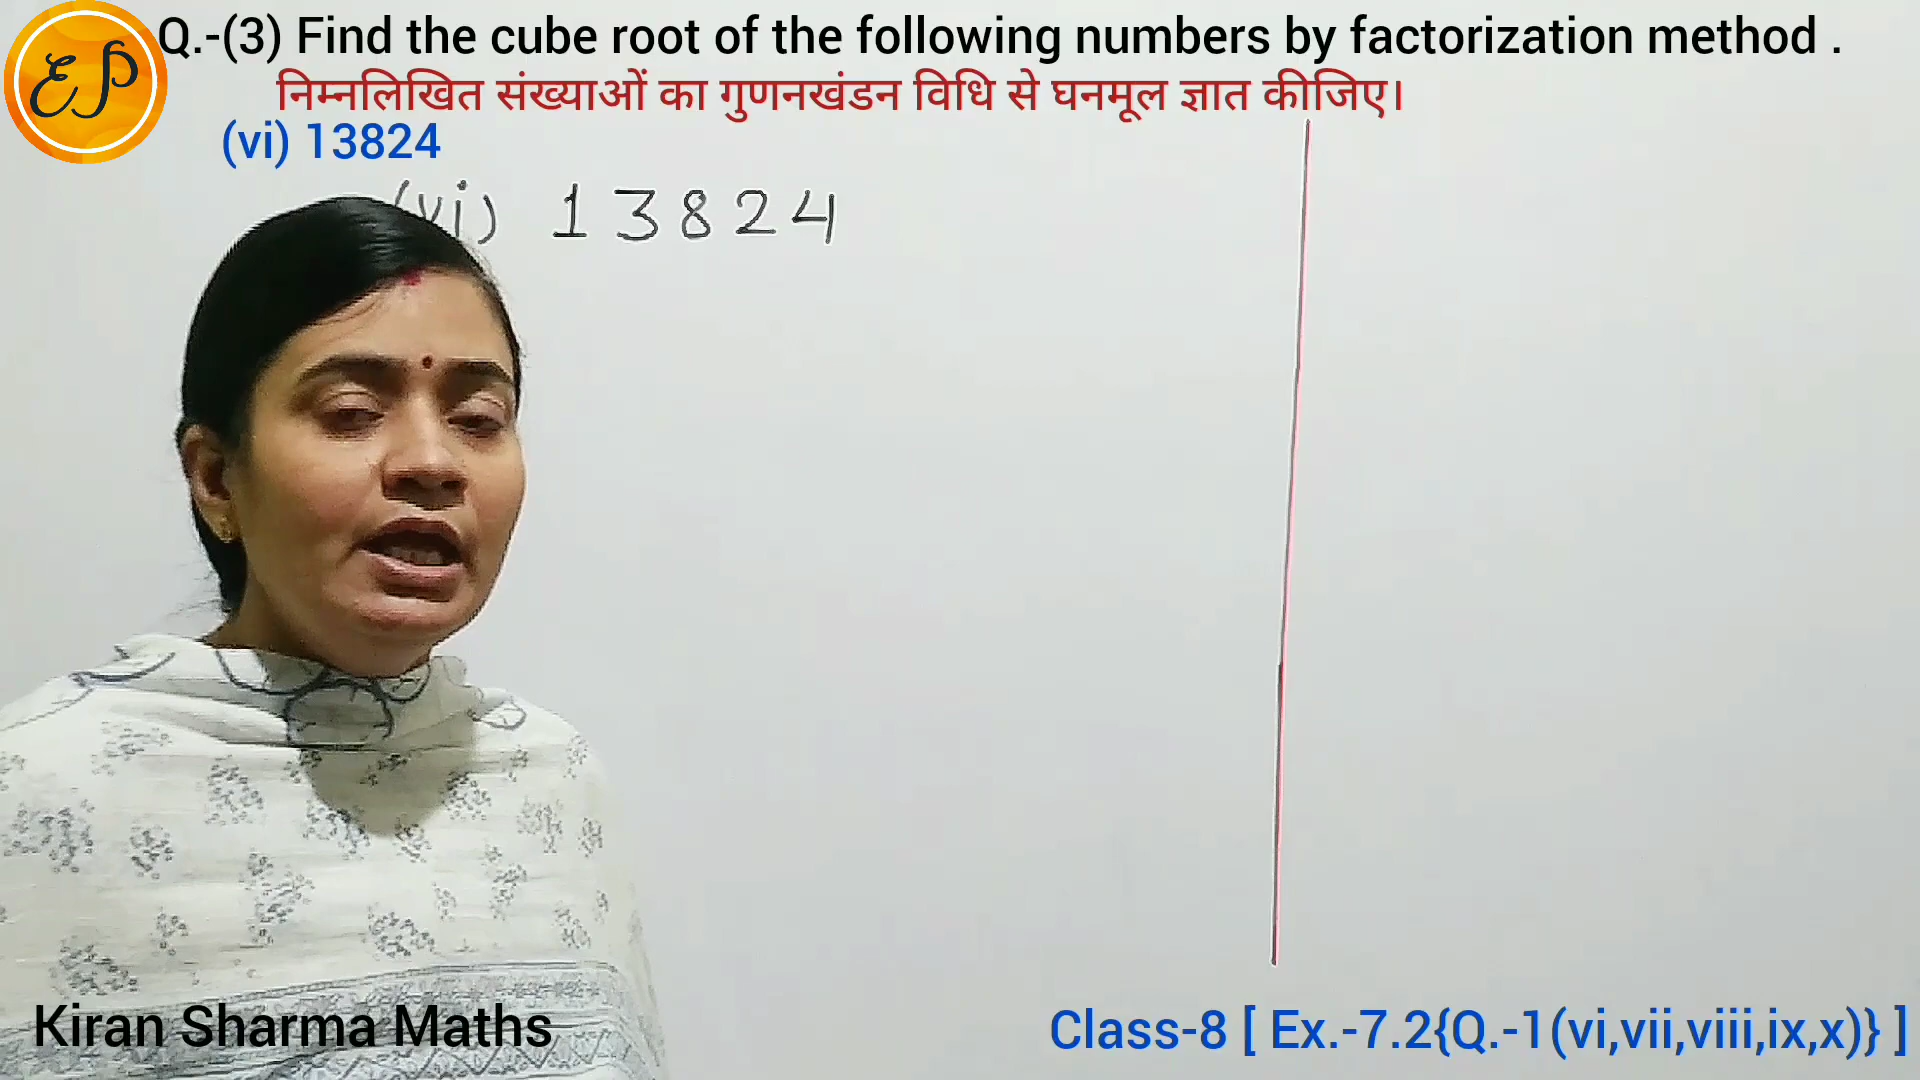 EP
Q.-(3) Find the cube root of the following numbers by factorization method .
निम्नलिखित संख्याओं का गुणनखंडन विधि से घनमूल ज्ञात कीजिए।
(vi) 13824
(vi) 13824
Kiran Sharma Maths
Class-8 [ Ex.-7.2{Q.-1(vi,vii,viii,ix,x)} ]